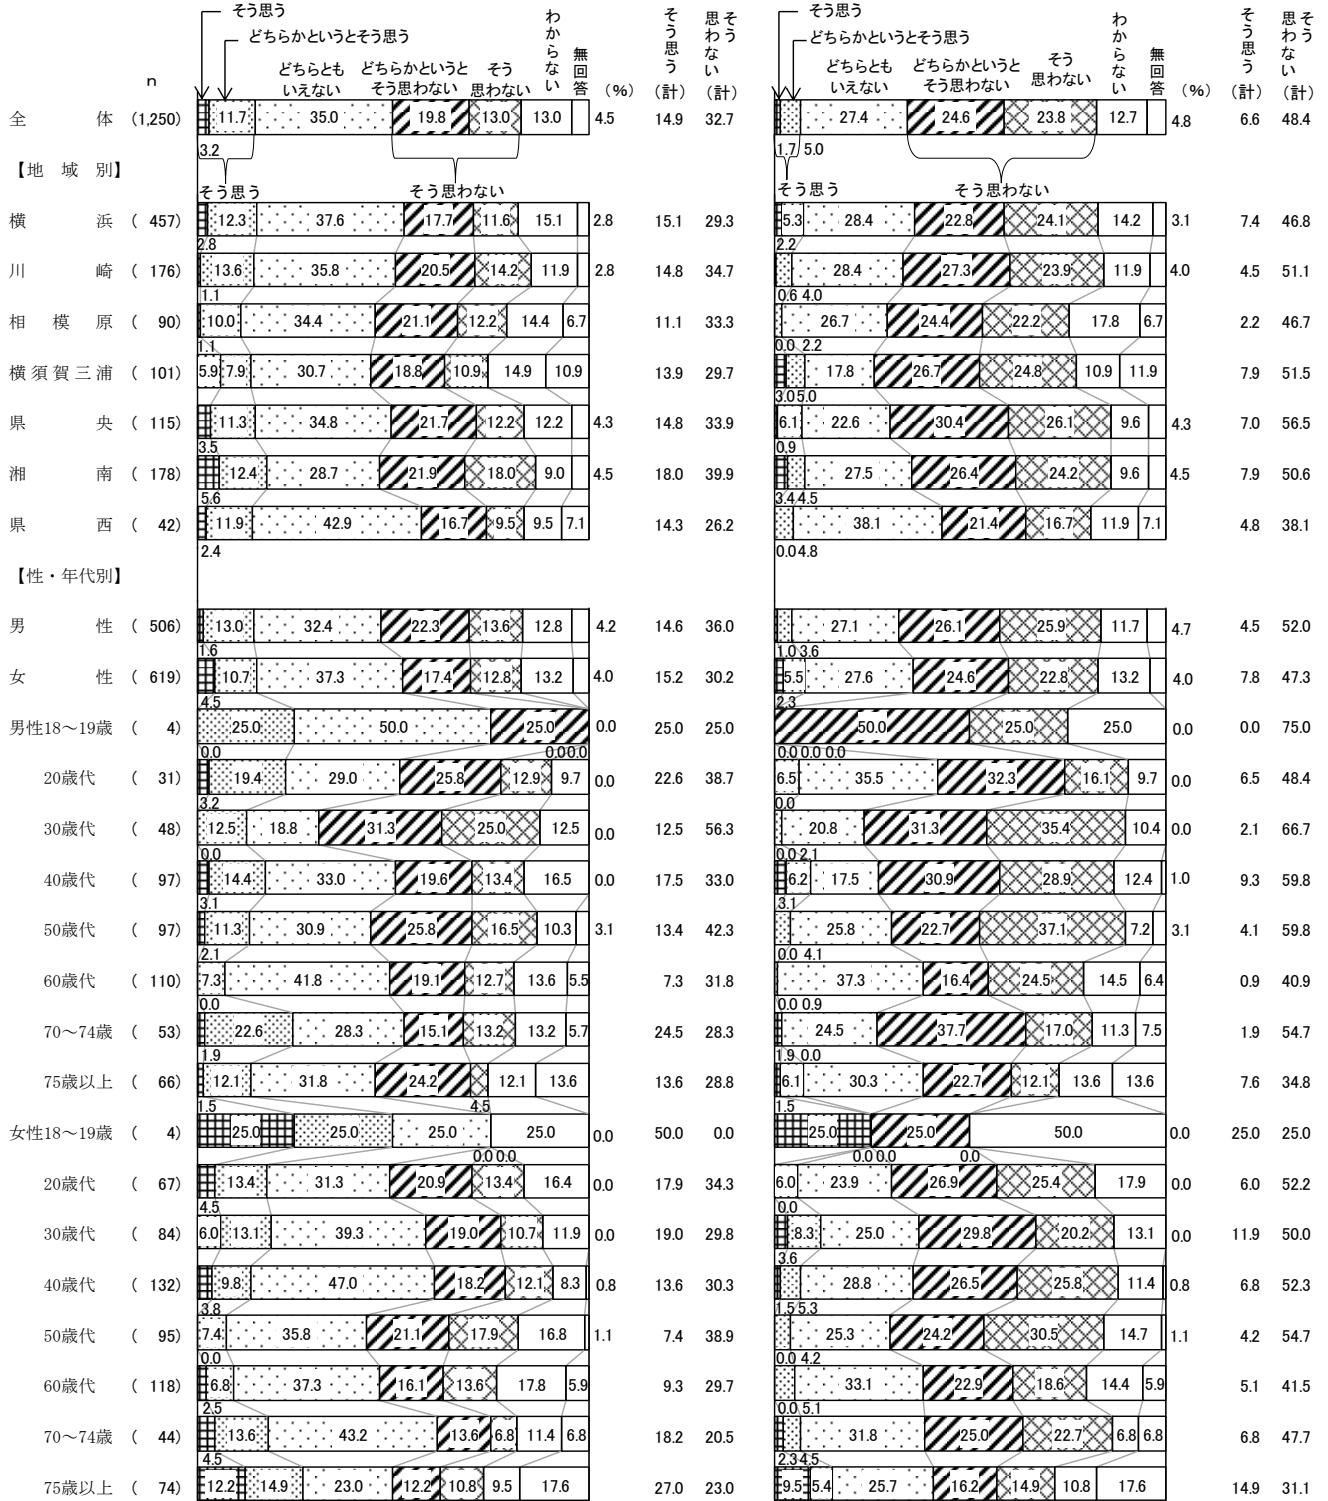 そう思う
どちらかというとそう思う
どちらとも いえない
どちらかというと そう思わない
そう 思わない
わからない
無回答
(%)
そう思う (計)
そう 思わない (計)
そう思う
どちらかというとそう思う
どちらとも いえない
どちらかというと そう思わない
そう 思わない
わからない
無回答
(%)
そう思う (計)
そう 思わない (計)
n
全 体 (1,250) 3.2 11.7 35.0 19.8 13.0 13.0 4.5 14.9 32.7 1.7 5.0 27.4 24.6 23.8 12.7 4.8 6.6 48.4
そう思う そう思わない そう思う そう思わない
【地 域 別】
横 浜 ( 457) 2.8 12.3 37.6 17.7 11.6 15.1 2.8 15.1 29.3 2.2 5.3 28.4 22.8 24.1 14.2 3.1 7.4 46.8
川 崎 ( 176) 1.1 13.6 35.8 20.5 14.2 11.9 2.8 14.8 34.7 0.6 4.0 28.4 27.3 23.9 11.9 4.0 4.5 51.1
相 模 原 ( 90) 1.1 10.0 34.4 21.1 12.2 14.4 6.7 11.1 33.3 0.0 2.2 26.7 24.4 22.2 17.8 6.7 2.2 46.7
横須賀三浦 ( 101) 5.9 7.9 30.7 18.8 10.9 14.9 10.9 13.9 29.7 3.0 5.0 17.8 26.7 24.8 10.9 11.9 7.9 51.5
県 央 ( 115) 3.5 11.3 34.8 21.7 12.2 12.2 4.3 14.8 33.9 0.9 6.1 22.6 30.4 26.1 9.6 4.3 7.0 56.5
湘 南 ( 178) 5.6 12.4 28.7 21.9 18.0 9.0 4.5 18.0 39.9 3.4 4.5 27.5 26.4 24.2 9.6 4.5 7.9 50.6
県 西 ( 42) 2.4 11.9 42.9 16.7 9.5 9.5 7.1 14.3 26.2 0.0 4.8 38.1 21.4 16.7 11.9 7.1 4.8 38.1
【性・年代別】
男 性 ( 506) 1.6 13.0 32.4 22.3 13.6 12.8 4.2 14.6 36.0 1.0 3.6 27.1 26.1 25.9 11.7 4.7 4.5 52.0
女 性 ( 619) 4.5 10.7 37.3 17.4 12.8 13.2 4.0 15.2 30.2 2.3 5.5 27.6 24.6 22.8 13.2 4.0 7.8 47.3
男性18～19歳 ( 4) 0.0 25.0 50.0 25.0 0.0 0.0 0.0 25.0 25.0 0.0 0.0 0.0 50.0 25.0 25.0 0.0 0.0 75.0
20歳代 ( 31) 3.2 19.4 29.0 25.8 12.9 9.7 0.0 22.6 38.7 0.0 6.5 35.5 32.3 16.1 9.7 0.0 6.5 48.4
30歳代 ( 48) 0.0 12.5 18.8 31.3 25.0 12.5 0.0 12.5 56.3 0.0 2.1 20.8 31.3 35.4 10.4 0.0 2.1 66.7
40歳代 ( 97) 3.1 14.4 33.0 19.6 13.4 16.5 0.0 17.5 33.0 3.1 6.2 17.5 30.9 28.9 12.4 1.0 9.3 59.8
50歳代 ( 97) 2.1 11.3 30.9 25.8 16.5 10.3 3.1 13.4 42.3 0.0 4.1 25.8 22.7 37.1 7.2 3.1 4.1 59.8
60歳代 ( 110) 0.0 7.3 41.8 19.1 12.7 13.6 5.5 7.3 31.8 0.0 0.9 37.3 16.4 24.5 14.5 6.4 0.9 40.9
70～74歳 ( 53) 1.9 22.6 28.3 15.1 13.2 13.2 5.7 24.5 28.3 1.9 0.0 24.5 37.7 17.0 11.3 7.5 1.9 54.7
75歳以上 ( 66) 1.5 12.1 31.8 24.2 4.5 12.1 13.6 13.6 28.8 1.5 6.1 30.3 22.7 12.1 13.6 13.6 7.6 34.8
女性18～19歳 ( 4) 25.0 25.0 25.0 0.0 0.0 25.0 0.0 50.0 0.0 25.0 0.0 0.0 25.0 0.0 50.0 0.0 25.0 25.0
20歳代 ( 67) 4.5 13.4 31.3 20.9 13.4 16.4 0.0 17.9 34.3 0.0 6.0 23.9 26.9 25.4 17.9 0.0 6.0 52.2
30歳代 ( 84) 6.0 13.1 39.3 19.0 10.7 11.9 0.0 19.0 29.8 3.6 8.3 25.0 29.8 20.2 13.1 0.0 11.9 50.0
40歳代 ( 132) 3.8 9.8 47.0 18.2 12.1 8.3 0.8 13.6 30.3 1.5 5.3 28.8 26.5 25.8 11.4 0.8 6.8 52.3
50歳代 ( 95) 0.0 7.4 35.8 21.1 17.9 16.8 1.1 7.4 38.9 0.0 4.2 25.3 24.2 30.5 14.7 1.1 4.2 54.7
60歳代 ( 118) 2.5 6.8 37.3 16.1 13.6 17.8 5.9 9.3 29.7 0.0 5.1 33.1 22.9 18.6 14.4 5.9 5.1 41.5
70～74歳 ( 44) 4.5 13.6 43.2 13.6 6.8 11.4 6.8 18.2 20.5 2.3 4.5 31.8 25.0 22.7 6.8 6.8 6.8 47.7
75歳以上 ( 74) 12.2 14.9 23.0 12.2 10.8 9.5 17.6 27.0 23.0 9.5 5.4 25.7 16.2 14.9 10.8 17.6 14.9 31.1